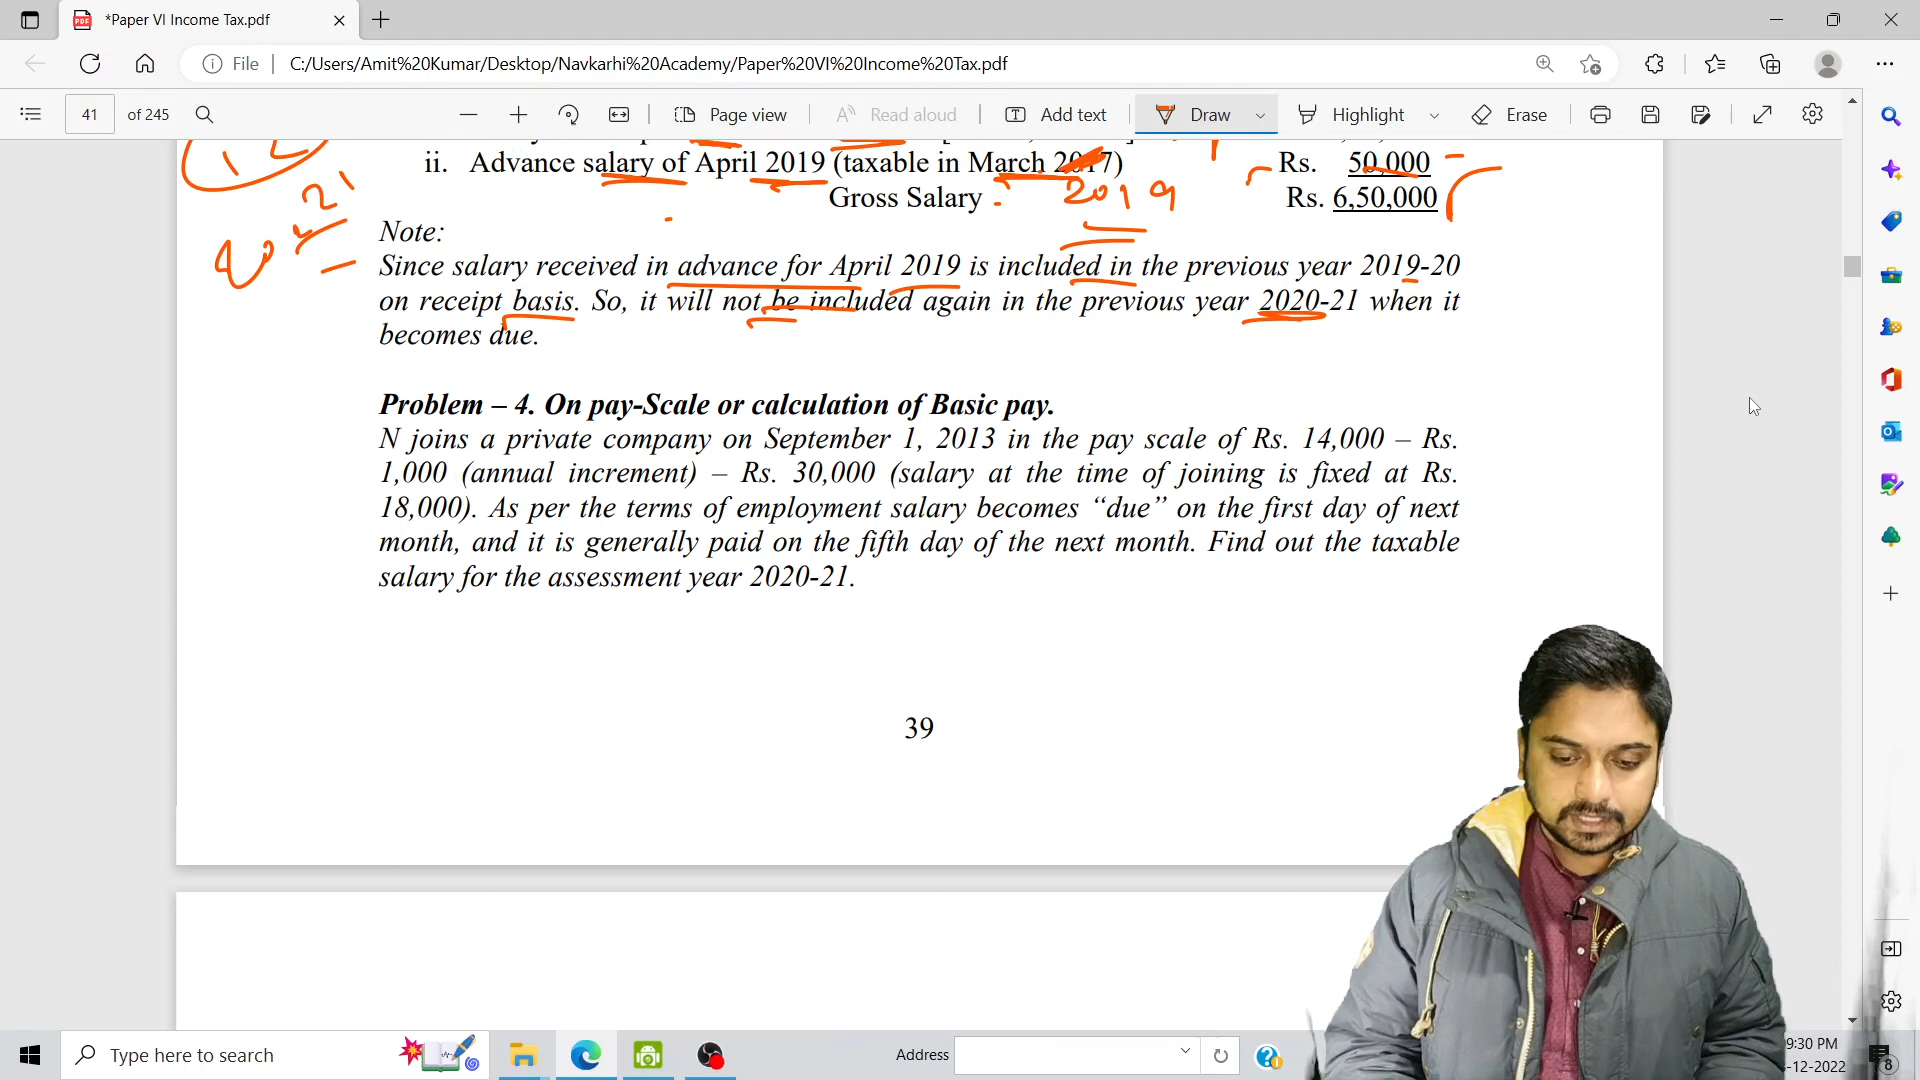 *Paper VI Income Tax.pdf
File
C:/Users/Amit%20Kumar/Desktop/Navkarhi%20Academy/Paper%20VI%20Income%20Tax.pdf
41 of 245
Page view
Read aloud
Add text
Draw
Highlight
Erase
1 2
ii. Advance salary of April 2019 (taxable in March 2017) Rs. 50,000
2019
Gross Salary Rs. 6,50,000
21
Note:
Since salary received in advance for April 2019 is included in the previous year 2019-20
on receipt basis. So, it will not be included again in the previous year 2020-21 when it
becomes due.
Problem – 4. On pay-Scale or calculation of Basic pay.
N joins a private company on September 1, 2013 in the pay scale of Rs. 14,000 – Rs.
1,000 (annual increment) – Rs. 30,000 (salary at the time of joining is fixed at Rs.
18,000). As per the terms of employment salary becomes “due” on the first day of next
month, and it is generally paid on the fifth day of the next month. Find out the taxable
salary for the assessment year 2020-21.
39
Type here to search
Address
9:30 PM
-12-2022
8